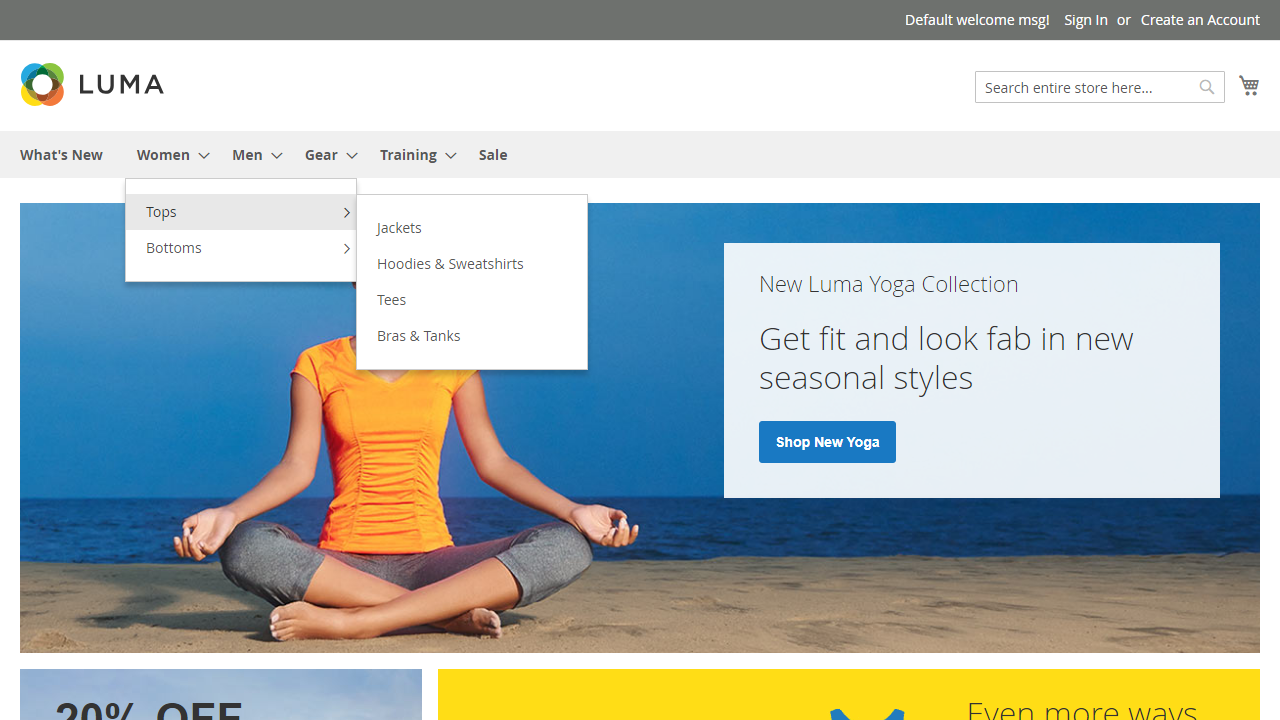 Default welcome msg! Sign In or Create an Account
LUMA
Search entire store here...
What's New Women Men Gear Training Sale
Tops
Bottoms
Jackets
Hoodies & Sweatshirts
Tees
Bras & Tanks
New Luma Yoga Collection
Get fit and look fab in new
seasonal styles
Shop New Yoga
20% OFF
Even more ways